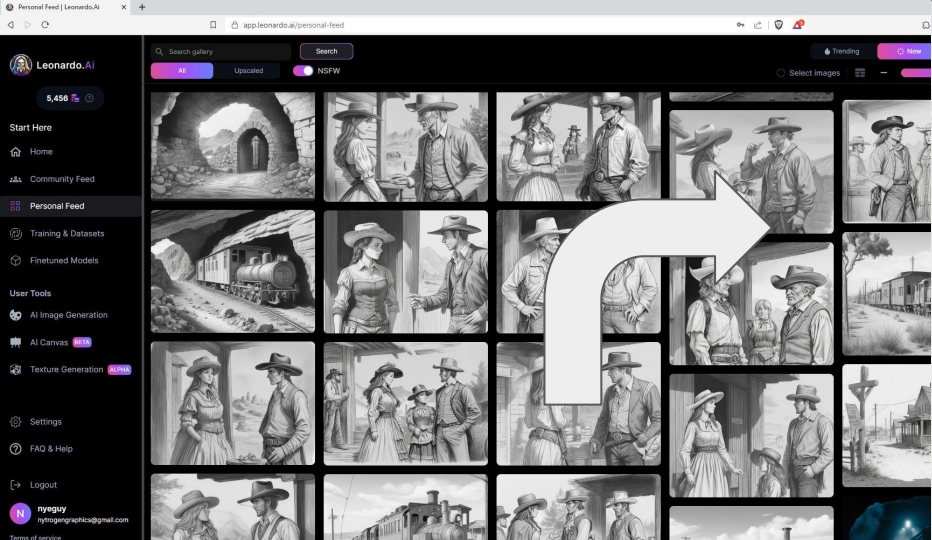 Personal Feed | Leonardo.Ai
app.leonardo.ai/personal-feed
Leonardo.Ai
Search gallery
Search
Trending
New
All
Upscaled
NSFW
Select images
5,456
Start Here
Home
Community Feed
Personal Feed
Training & Datasets
Finetuned Models
User Tools
AI Image Generation
AI Canvas BETA
Texture Generation ALPHA
Settings
FAQ & Help
Logout
N
nyeguy
nytrogengraphics@gmail.com
Terms of service